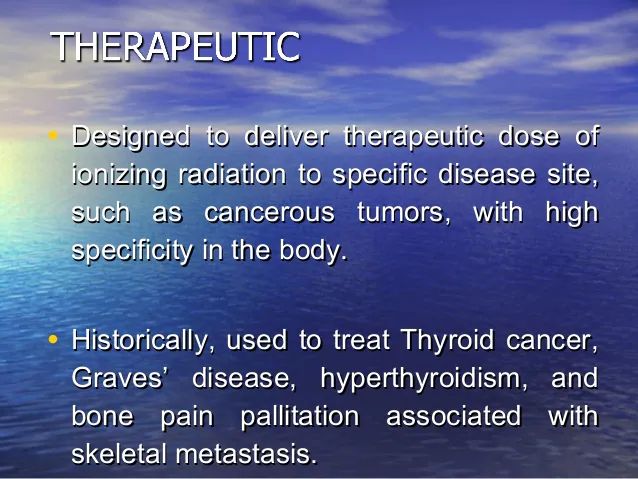 THERAPEUTIC
• Designed to deliver therapeutic dose of
ionizing radiation to specific disease site,
such as cancerous tumors, with high
specificity in the body.
• Historically, used to treat Thyroid cancer,
Graves’ disease, hyperthyroidism, and
bone pain pallitation associated with
skeletal metastasis.